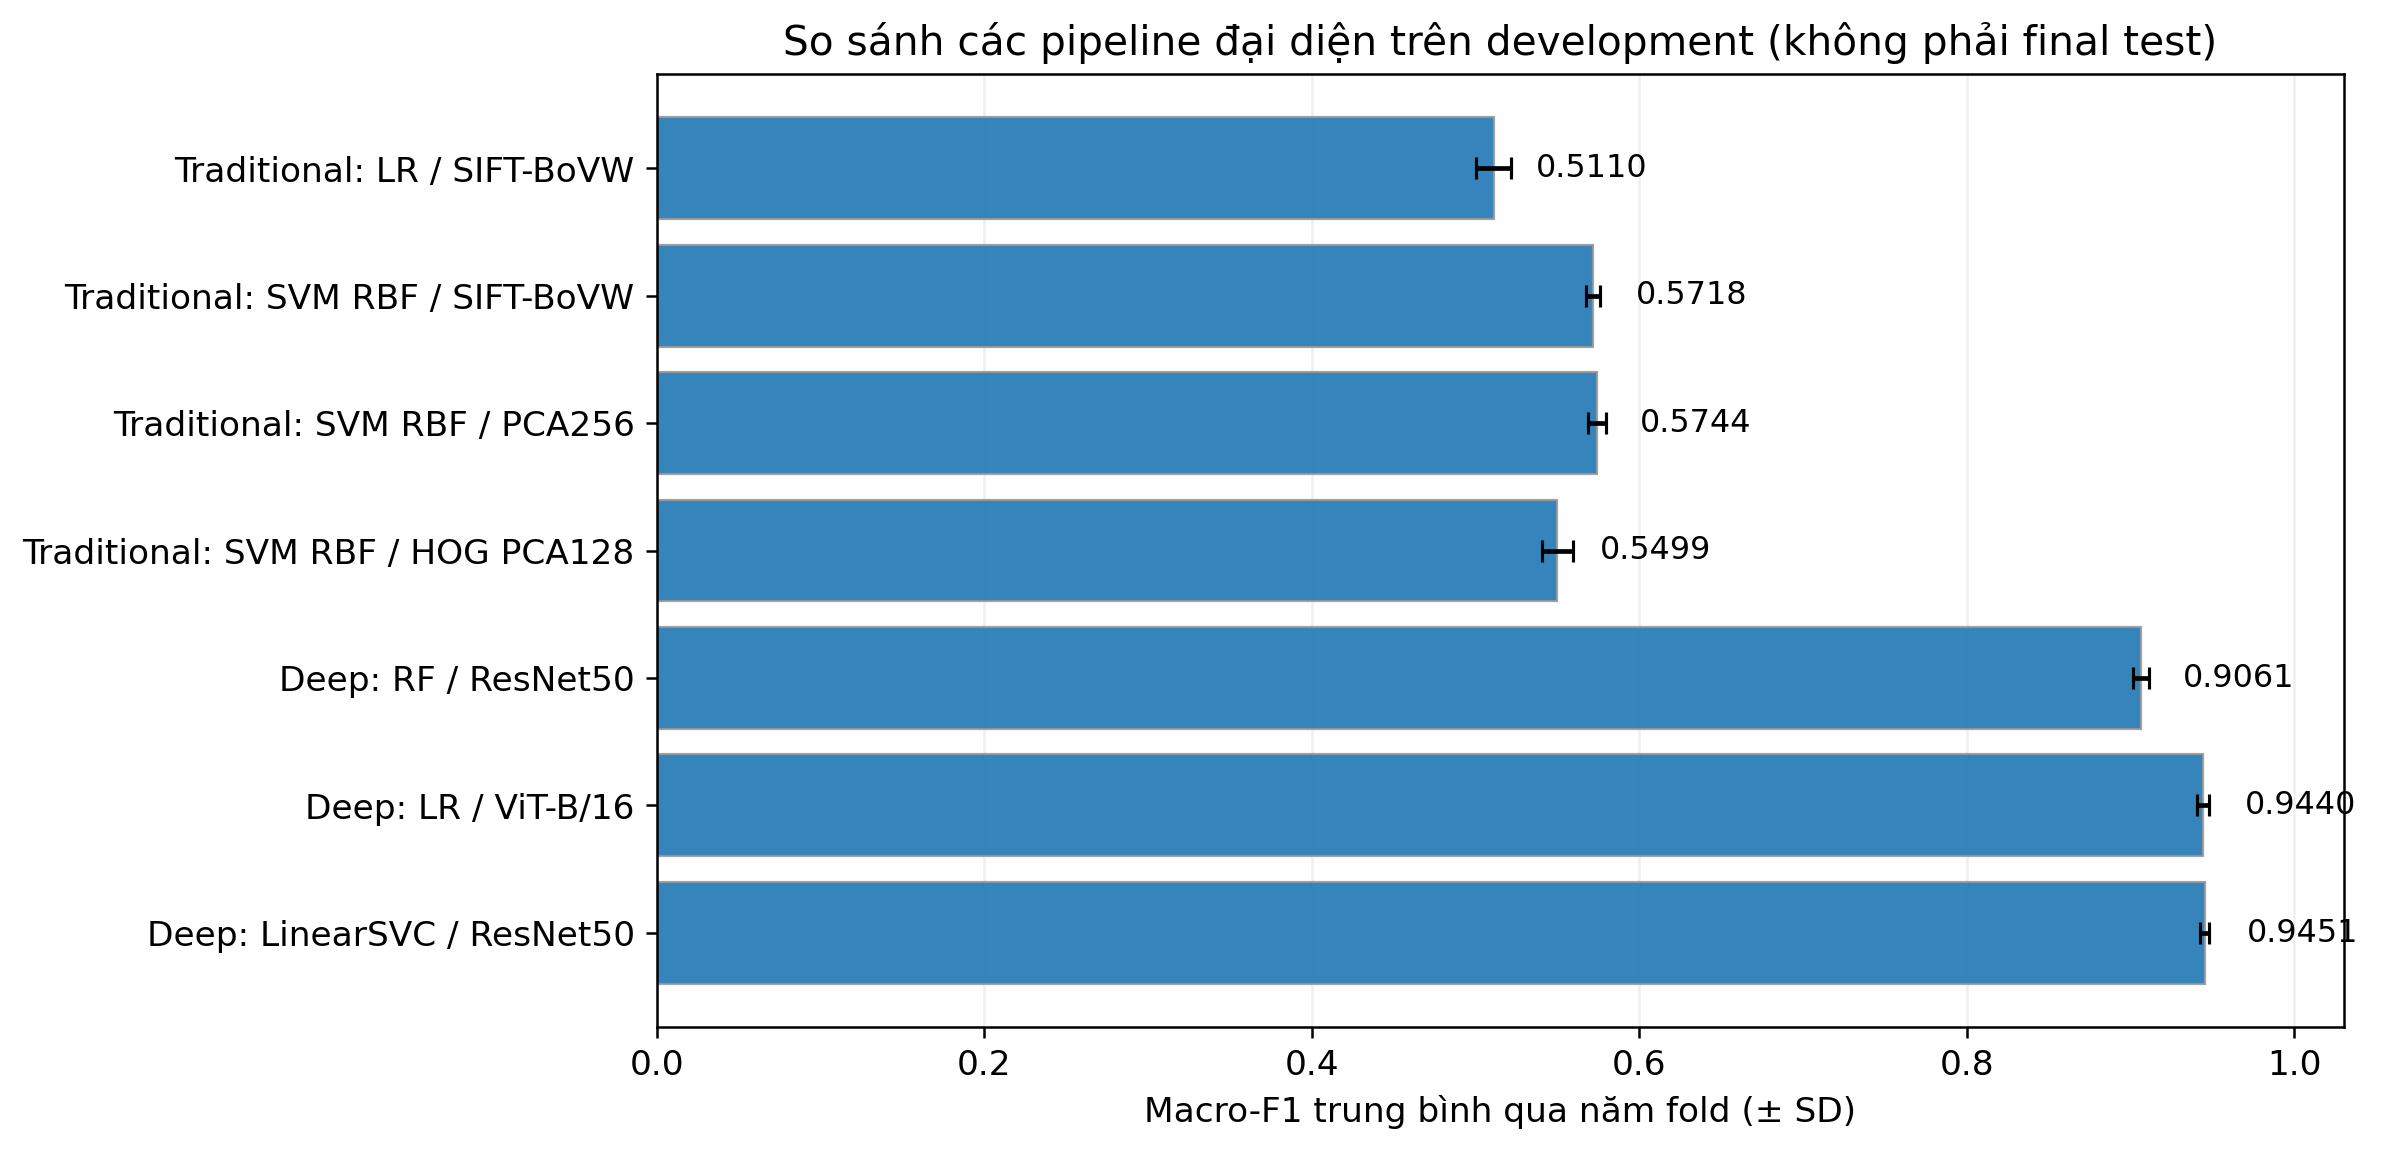 So sánh các pipeline đại diện trên development (không phải final test)
Traditional: LR / SIFT-BoVW
0.5110
Traditional: SVM RBF / SIFT-BoVW
0.5718
Traditional: SVM RBF / PCA256
0.5744
Traditional: SVM RBF / HOG PCA128
0.5499
Deep: RF / ResNet50
0.9061
Deep: LR / ViT-B/16
0.9440
Deep: LinearSVC / ResNet50
0.9451
0.0 0.2 0.4 0.6 0.8 1.0
Macro-F1 trung bình qua năm fold (± SD)